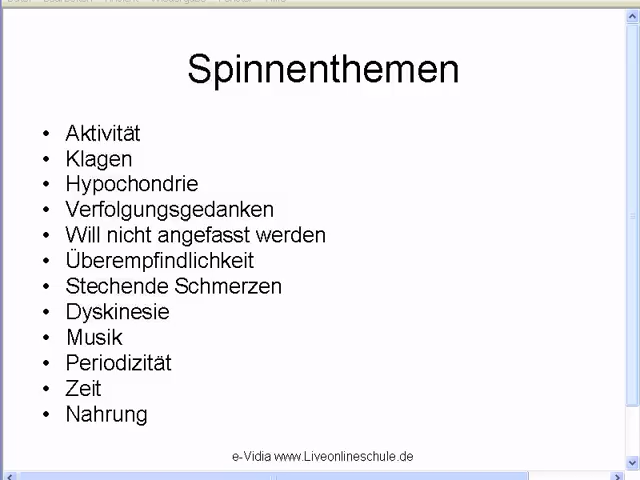 Spinnenthemen
• Aktivität
• Klagen
• Hypochondrie
• Verfolgungsgedanken
• Will nicht angefasst werden
• Überempfindlichkeit
• Stechende Schmerzen
• Dyskinesie
• Musik
• Periodizität
• Zeit
• Nahrung
e-Vidia www.Liveonlineschule.de